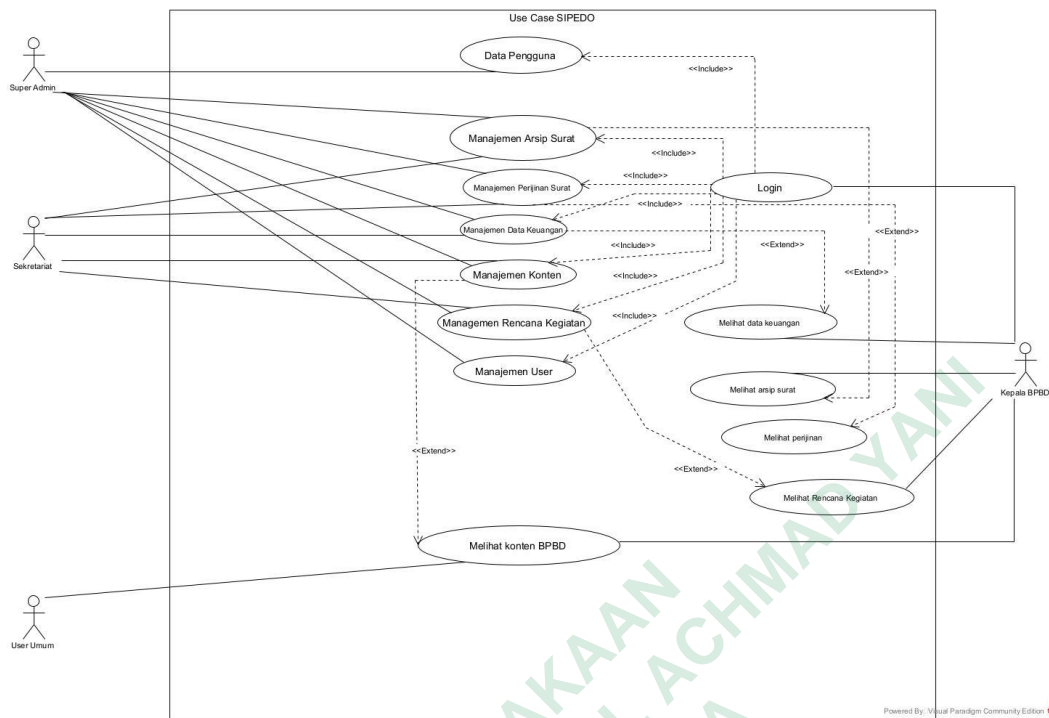 Use Case SIPEDO
Data Pengguna
<<Include>>
Super Admin
Manajemen Arsip Surat
<<Include>>
Manajemen Perijinan Surat
<<Include>>
Login
<<Include>>
Manajemen Data Keuangan
<<Extend>>
Sekretariat
<<Include>>
<<Extend>>
Manajemen Konten
<<Include>>
<<Extend>>
Managemen Rencana Kegiatan
<<Include>>
Melihat data keuangan
Manajemen User
Melihat arsip surat
Kepala BPBD
Melihat perijinan
<<Extend>>
<<Extend>>
Melihat Rencana Kegiatan
Melihat konten BPBD
User Umum
AKAAN
ACHMAD YANI
Powered By: Visual Paradigm Community Edition